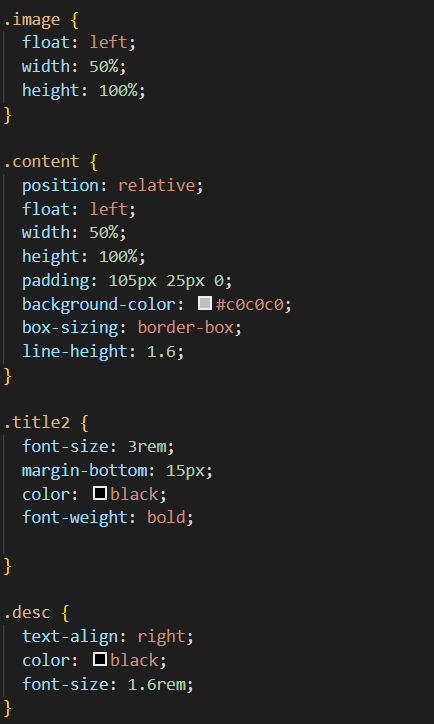 .image {
  float: left;
  width: 50%;
  height: 100%;
}

.content {
  position: relative;
  float: left;
  width: 50%;
  height: 100%;
  padding: 105px 25px 0;
  background-color: #c0c0c0;
  box-sizing: border-box;
  line-height: 1.6;
}

.title2 {
  font-size: 3rem;
  margin-bottom: 15px;
  color: black;
  font-weight: bold;

}

.desc {
  text-align: right;
  color: black;
  font-size: 1.6rem;
}